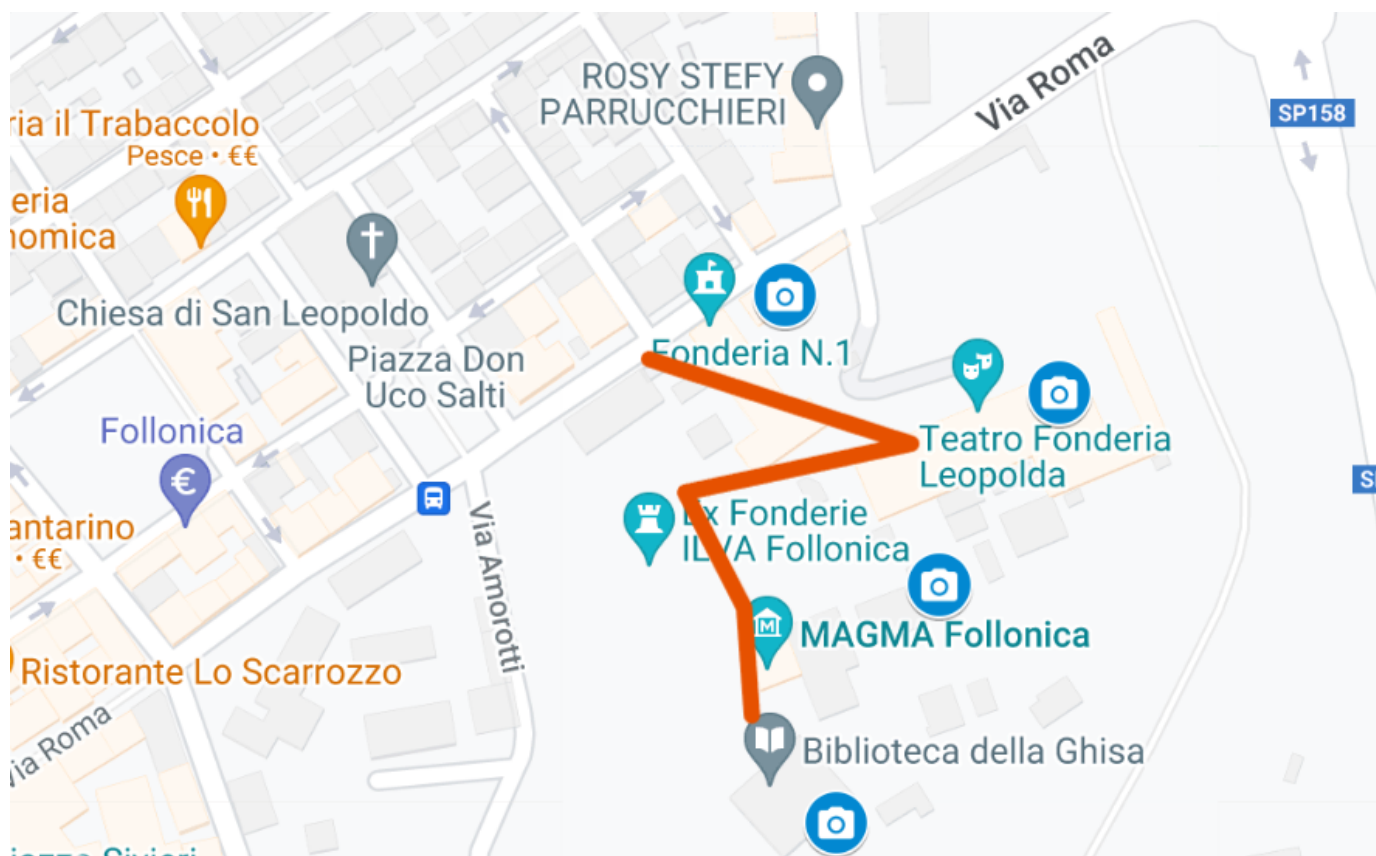 ROSY STEFY
PARRUCCHIERI
Via Roma
SP158
ria il Trabaccolo
Pesce • €€
eria
nomica
Chiesa di San Leopoldo
Piazza Don
Uco Salti
Fonderia N.1
Teatro Fonderia
Leopolda
Follonica
€
antarino
• €€
Via Amorotti
Ex Fonderie
ILVA Follonica
M
MAGMA Follonica
Ristorante Lo Scarrozzo
Via Roma
Biblioteca della Ghisa